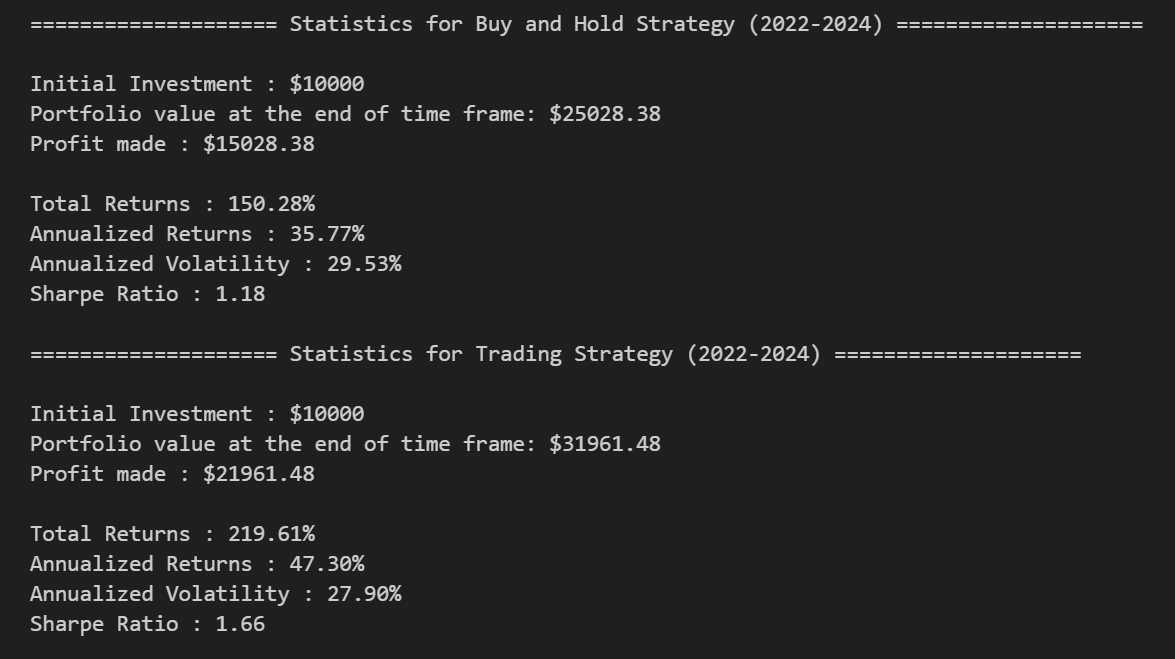 ==================== Statistics for Buy and Hold Strategy (2022-2024) ====================
Initial Investment : $10000
Portfolio value at the end of time frame: $25028.38
Profit made : $15028.38
Total Returns : 150.28%
Annualized Returns : 35.77%
Annualized Volatility : 29.53%
Sharpe Ratio : 1.18
==================== Statistics for Trading Strategy (2022-2024) ====================
Initial Investment : $10000
Portfolio value at the end of time frame: $31961.48
Profit made : $21961.48
Total Returns : 219.61%
Annualized Returns : 47.30%
Annualized Volatility : 27.90%
Sharpe Ratio : 1.66